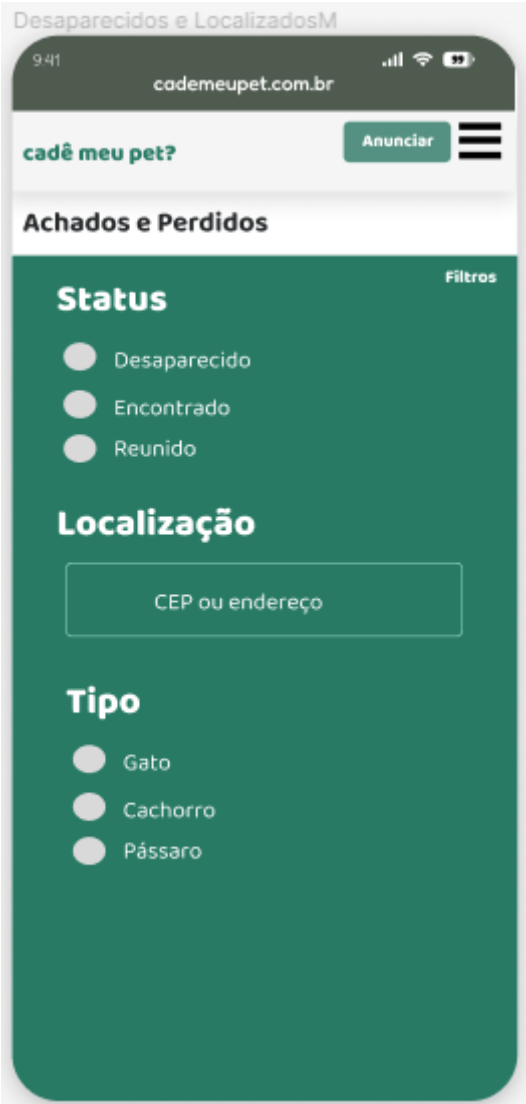 Desaparecidos e LocalizadosM
9:41
cademeupet.com.br
cadê meu pet?
Anunciar
Achados e Perdidos
Filtros
Status
Desaparecido
Encontrado
Reunido
Localização
CEP ou endereço
Tipo
Gato
Cachorro
Pássaro